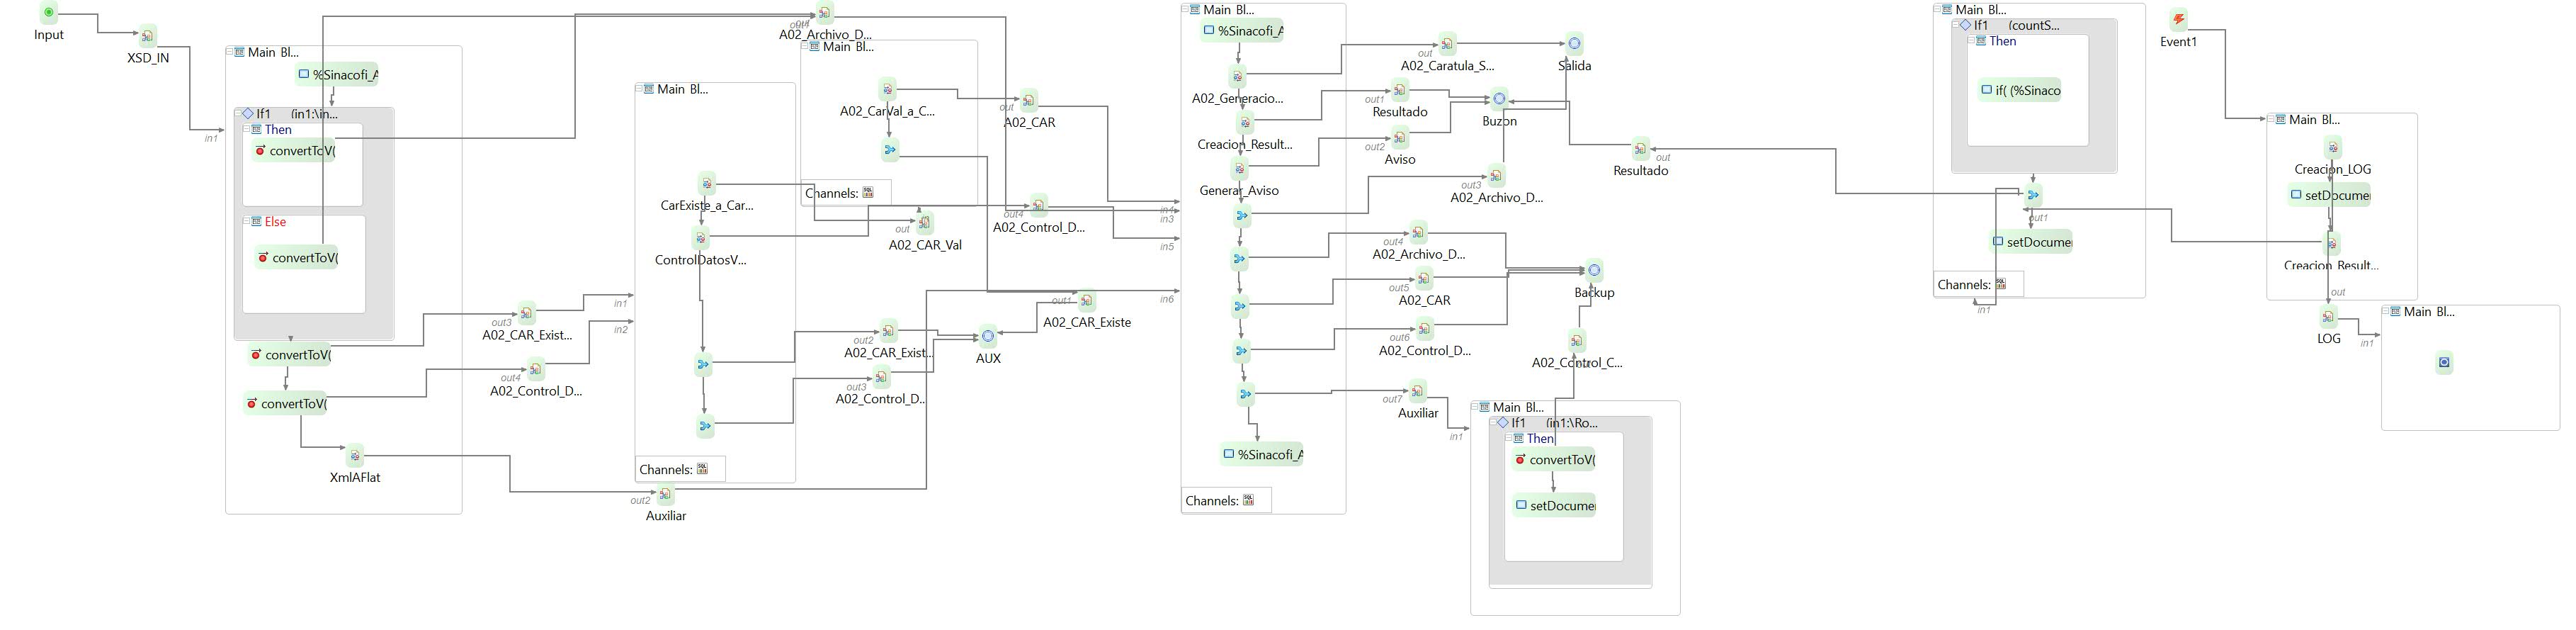 Input
XSD_IN
in1
Main Bl...
%Sinacofi_A
If1 (in1:\in...
Then
convertToV(
Else
convertToV(
convertToV(
convertToV(
XmlAFlat
out3
A02_CAR_Exist...
out4
A02_Control_D...
out2
Auxiliar
in1
in2
Main Bl...
CarExiste_a_Car...
ControlDatosV...
Channels:
out1
A02_Archivo_D...
Main Bl...
A02_CarVal_a_C...
Channels:
out
A02_CAR
out
A02_CAR_Val
out4
A02_Control_D...
out1
A02_CAR_Existe
out2
A02_CAR_Exist...
out3
A02_Control_D...
AUX
in4
in3
in5
in6
Main Bl...
%Sinacofi_A
A02_Generacio...
Creacion_Result...
Generar_Aviso
%Sinacofi_A
Channels:
out
A02_Caratula_S...
Salida
out1
Resultado
Buzon
out2
Aviso
out3
A02_Archivo_D...
out4
A02_Archivo_D...
out5
A02_CAR
Backup
out6
A02_Control_D...
out
A02_Control_C...
out7
Auxiliar
in1
Main Bl...
If1 (in1:\Ro...
Then
convertToV(
setDocumen
out
Resultado
Main Bl...
If1 (countS...
Then
if( (%Sinaco
out1
setDocumen
Channels:
in1
Event1
Main Bl...
Creacion_LOG
setDocumen
Creacion_Result...
out
LOG
in1
Main Bl...